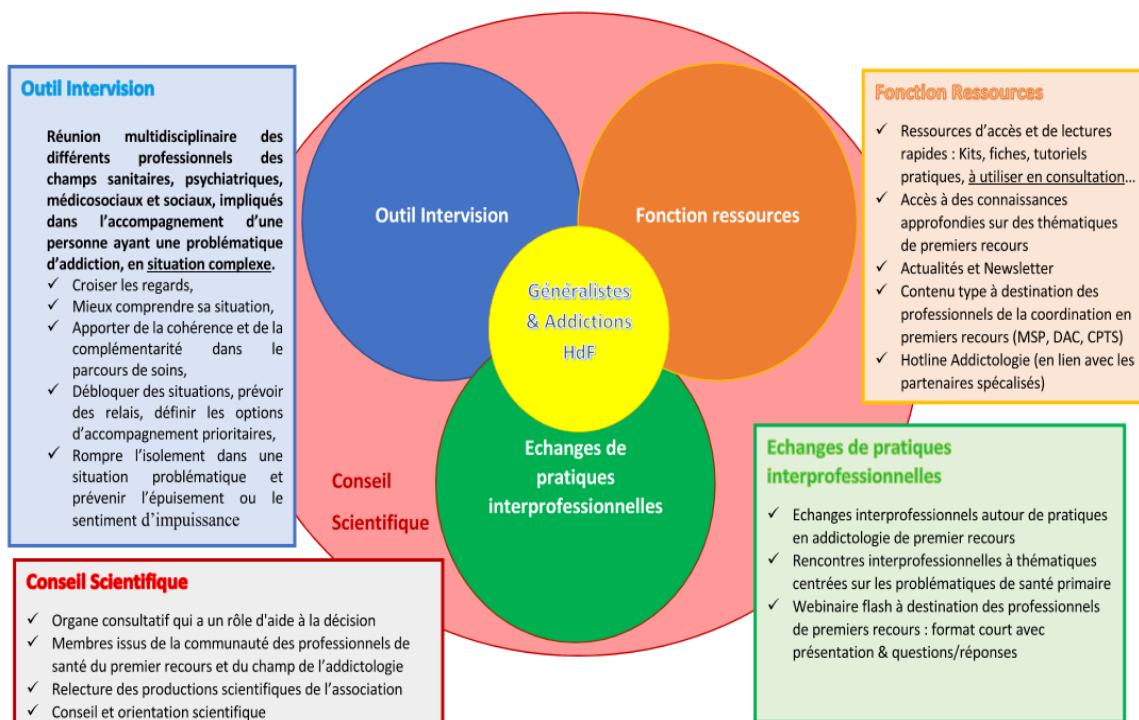 Outil Intervision
Réunion multidisciplinaire des
différents professionnels des
champs sanitaires, psychiatriques,
médicosociaux et sociaux, impliqués
dans l’accompagnement d’une
personne ayant une problématique
d’addiction, en situation complexe.
✓ Croiser les regards,
✓ Mieux comprendre sa situation,
✓ Apporter de la cohérence et de la
complémentarité dans le
parcours de soins,
✓ Débloquer des situations, prévoir
des relais, définir les options
d’accompagnement prioritaires,
✓ Rompre l’isolement dans une
situation problématique et
prévenir l’épuisement ou le
sentiment d’impuissance
Outil Intervision
Fonction ressources
Généralistes
& Addictions
HdF
Echanges de
pratiques
interprofessionnelles
Conseil
Scientifique
Fonction Ressources
✓ Ressources d’accès et de lectures
rapides : Kits, fiches, tutoriels
pratiques, à utiliser en consultation…
✓ Accès à des connaissances
approfondies sur des thématiques
de premiers recours
✓ Actualités et Newsletter
✓ Contenu type à destination des
professionnels de la coordination en
premiers recours (MSP, DAC, CPTS)
✓ Hotline Addictologie (en lien avec les
partenaires spécalisés)
Echanges de pratiques
interprofessionnelles
✓ Echanges interprofessionnels autour de pratiques
en addictologie de premier recours
✓ Rencontres interprofessionnelles à thématiques
centrées sur les problématiques de santé primaire
✓ Webinaire flash à destination des professionnels
de premiers recours : format court avec
présentation & questions/réponses
Conseil Scientifique
✓ Organe consultatif qui a un rôle d'aide à la décision
✓ Membres issus de la communauté des professionnels de
santé du premier recours et du champ de l’addictologie
✓ Relecture des productions scientifiques de l’association
✓ Conseil et orientation scientifique